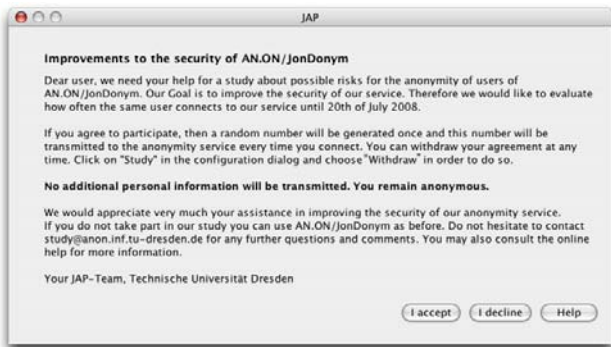 JAP
Improvements to the security of AN.ON/JonDonym
Dear user, we need your help for a study about possible risks for the anonymity of users of
AN.ON/JonDonym. Our Goal is to improve the security of our service. Therefore we would like to evaluate
how often the same user connects to our service until 20th of July 2008.
If you agree to participate, then a random number will be generated once and this number will be
transmitted to the anonymity service every time you connect. You can withdraw your agreement at any
time. Click on "Study" in the configuration dialog and choose "Withdraw" in order to do so.
No additional personal information will be transmitted. You remain anonymous.
We would appreciate very much your assistance in improving the security of our anonymity service.
If you do not take part in our study you can use AN.ON/JonDonym as before. Do not hesitate to contact
study@anon.inf.tu-dresden.de for any further questions and comments. You may also consult the online
help for more information.
Your JAP-Team, Technische Universität Dresden
I accept I decline Help